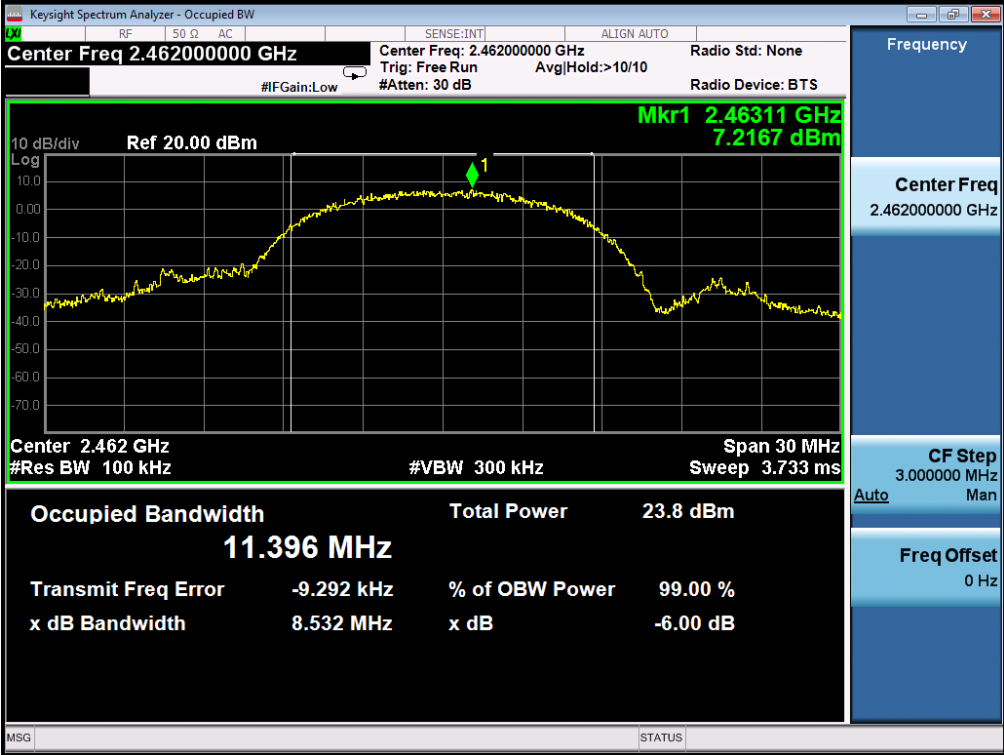 Keysight Spectrum Analyzer - Occupied BW
LXI RF 50 Ω AC SENSE:INT ALIGN AUTO
Center Freq 2.462000000 GHz
Center Freq: 2.462000000 GHz
Radio Std: None
Trig: Free Run Avg|Hold:>10/10
#IFGain:Low
#Atten: 30 dB
Radio Device: BTS
Mkr1 2.46311 GHz
7.2167 dBm
10 dB/div Ref 20.00 dBm
Log
1
10.0
0.00
-10.0
-20.0
-30.0
-40.0
-50.0
-60.0
-70.0
Center 2.462 GHz Span 30 MHz
#Res BW 100 kHz #VBW 300 kHz Sweep 3.733 ms
Occupied Bandwidth Total Power 23.8 dBm
11.396 MHz
Transmit Freq Error -9.292 kHz % of OBW Power 99.00 %
x dB Bandwidth 8.532 MHz x dB -6.00 dB
Frequency
Center Freq
2.462000000 GHz
CF Step
3.000000 MHz
Auto Man
Freq Offset
0 Hz
MSG STATUS